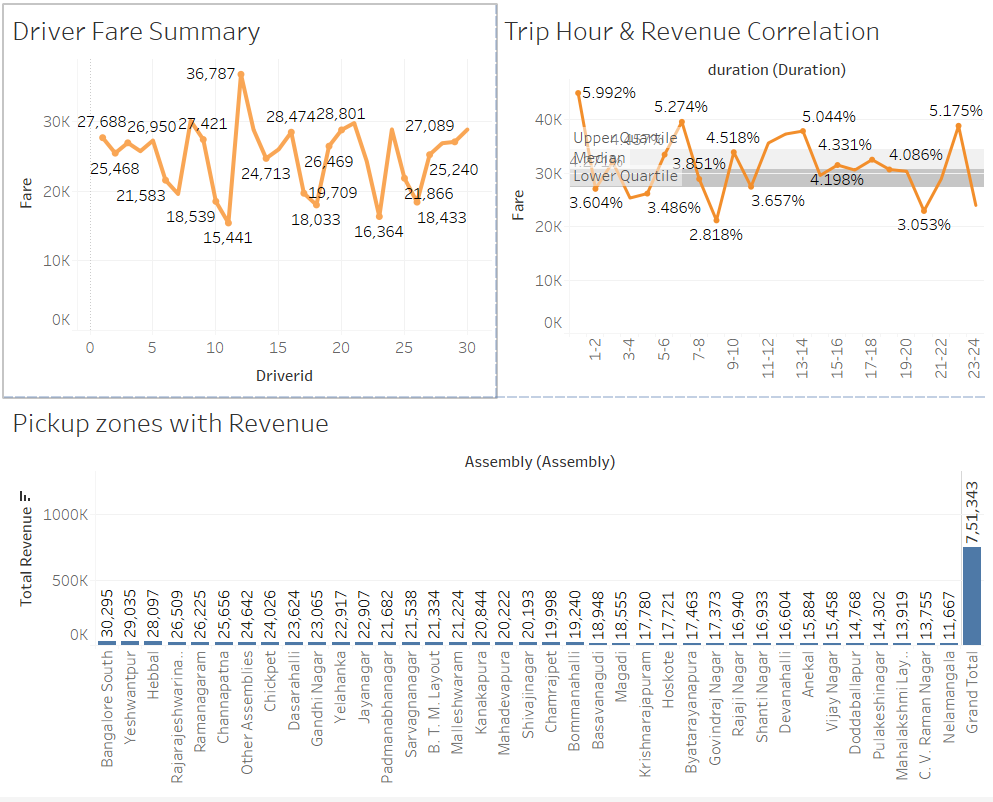 Driver Fare Summary
36,787
27,688
26,950
27,421
28,474
28,801
27,089
25,468
26,469
25,240
24,713
21,583
19,709
21,866
18,539
18,033
18,433
15,441
16,364
30K
20K
10K
0K
Fare
0
5
10
15
20
25
30
Driverid
Trip Hour & Revenue Correlation
duration (Duration)
5.992%
5.274%
5.044%
5.175%
Upper Quartile
4.518%
4.331%
Median
3.851%
4.086%
Lower Quartile
4.198%
3.604%
3.486%
3.657%
2.818%
3.053%
40K
30K
20K
10K
0K
Fare
1-2
3-4
5-6
7-8
9-10
11-12
13-14
15-16
17-18
19-20
21-22
23-24
Pickup zones with Revenue
Assembly (Assembly)
Total Revenue
1000K
500K
0K
30,295
29,035
28,097
26,509
26,225
25,656
24,642
24,026
23,624
23,065
22,917
22,907
21,682
21,538
21,334
21,224
20,844
20,222
20,193
19,998
19,240
18,948
18,555
17,780
17,721
17,463
17,373
16,940
16,933
16,604
15,884
15,458
14,768
14,302
13,919
13,755
11,667
7,51,343
Bangalore South
Yeshwantpur
Hebbal
Rajarajeshwarina..
Ramanagaram
Channapatna
Other Assemblies
Chickpet
Dasarahalli
Gandhi Nagar
Yelahanka
Jayanagar
Padmanabhanagar
Sarvagnanagar
B. T. M. Layout
Malleshwaram
Kanakapura
Mahadevapura
Shivajinagar
Chamrajpet
Bommanahalli
Basavanagudi
Magadi
Krishnarajapuram
Hoskote
Byatarayanapura
Govindraj Nagar
Rajaji Nagar
Shanti Nagar
Devanahalli
Anekal
Vijay Nagar
Doddaballapur
Pulakeshinagar
Mahalakshmi Lay..
C. V. Raman Nagar
Nelamangala
Grand Total